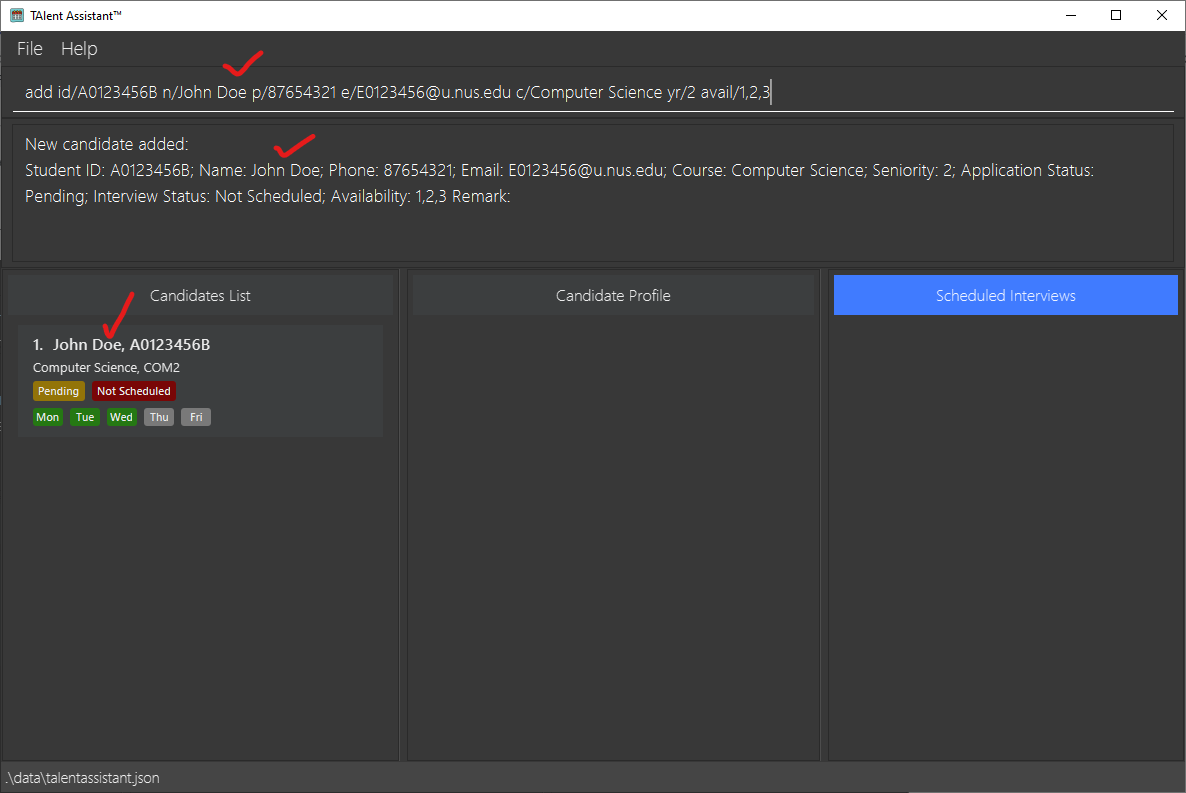 TAlent Assistant™
File Help
add id/A0123456B n/John Doe p/87654321 e/E0123456@u.nus.edu c/Computer Science yr/2 avail/1,2,3
New candidate added:
Student ID: A0123456B; Name: John Doe; Phone: 87654321; Email: E0123456@u.nus.edu; Course: Computer Science; Seniority: 2; Application Status:
Pending; Interview Status: Not Scheduled; Availability: 1,2,3 Remark:
Candidates List
Candidate Profile
Scheduled Interviews
1. John Doe, A0123456B
Computer Science, COM2
Pending Not Scheduled
Mon Tue Wed Thu Fri
.\data\talentassistant.json